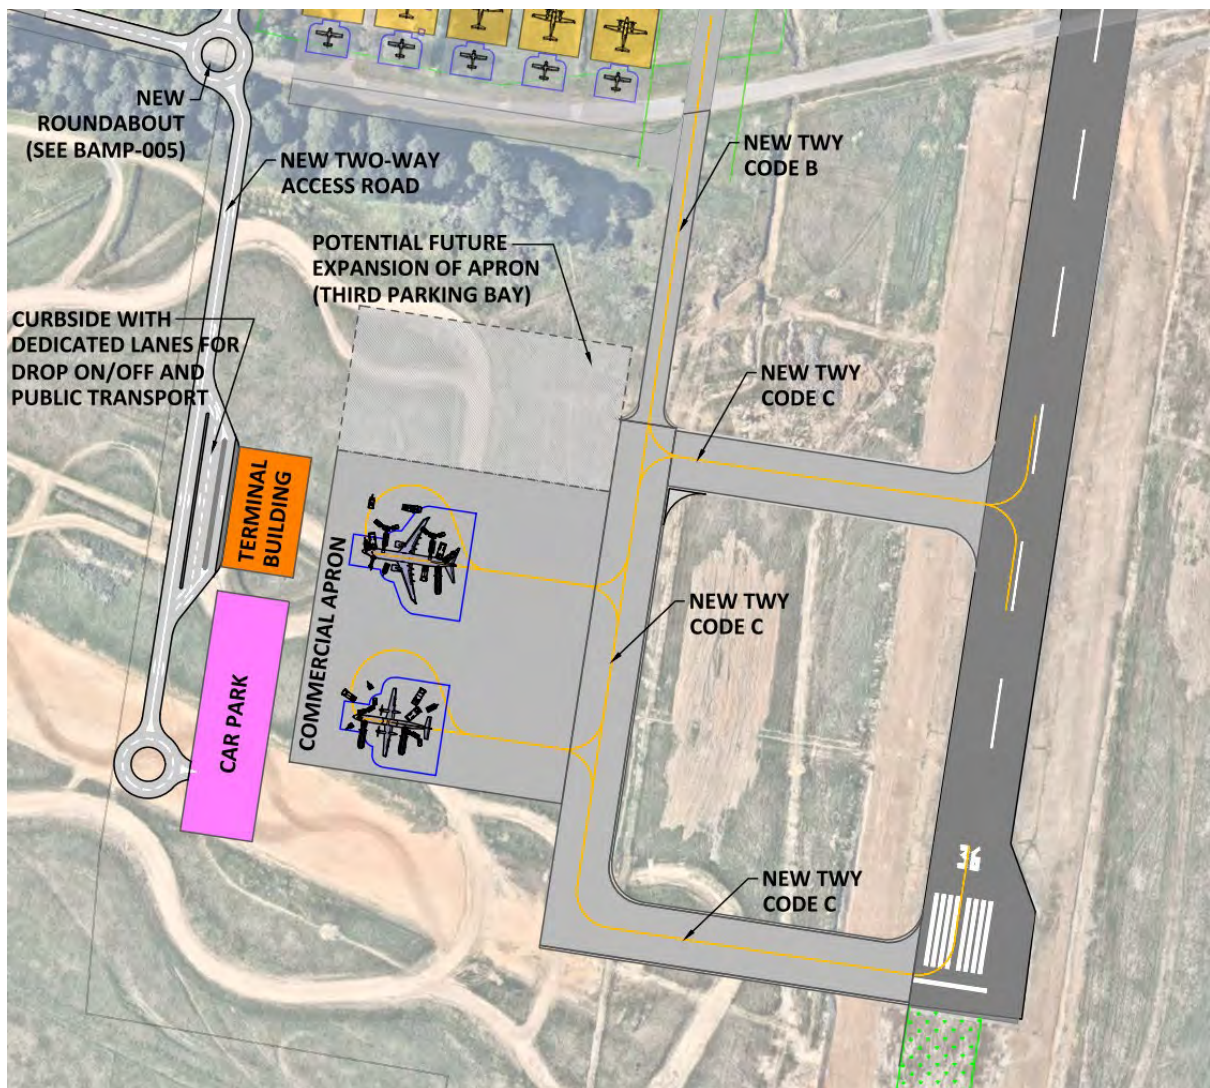 NEW
ROUNDABOUT
(SEE BAMP-005)
NEW TWO-WAY
ACCESS ROAD
NEW TWY
CODE B
POTENTIAL FUTURE
EXPANSION OF APRON
(THIRD PARKING BAY)
CURBSIDE WITH
DEDICATED LANES FOR
DROP ON/OFF AND
PUBLIC TRANSPORT
NEW TWY
CODE C
TERMINAL
BUILDING
COMMERCIAL APRON
NEW TWY
CODE C
CAR PARK
NEW TWY
CODE C